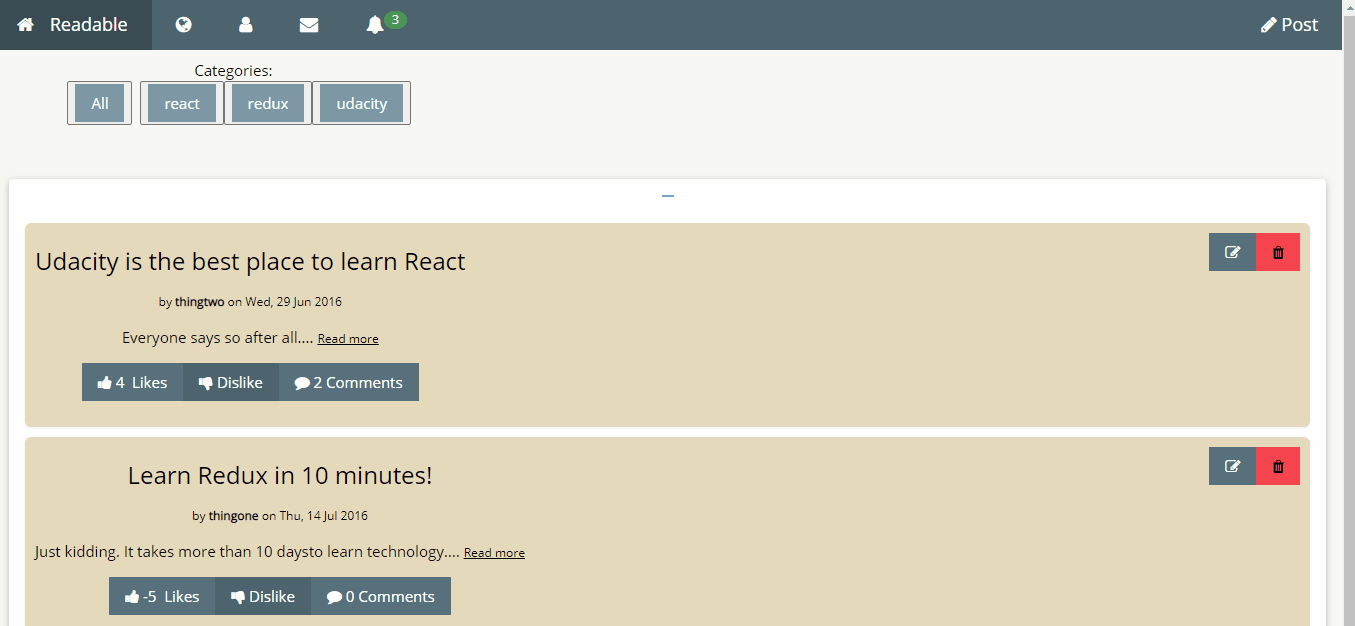 Readable 3 Post
Categories:
All react redux udacity
Udacity is the best place to learn React
by thingtwo on Wed, 29 Jun 2016
Everyone says so after all.... Read more
4 Likes Dislike 2 Comments
Learn Redux in 10 minutes!
by thingone on Thu, 14 Jul 2016
Just kidding. It takes more than 10 daysto learn technology.... Read more
-5 Likes Dislike 0 Comments